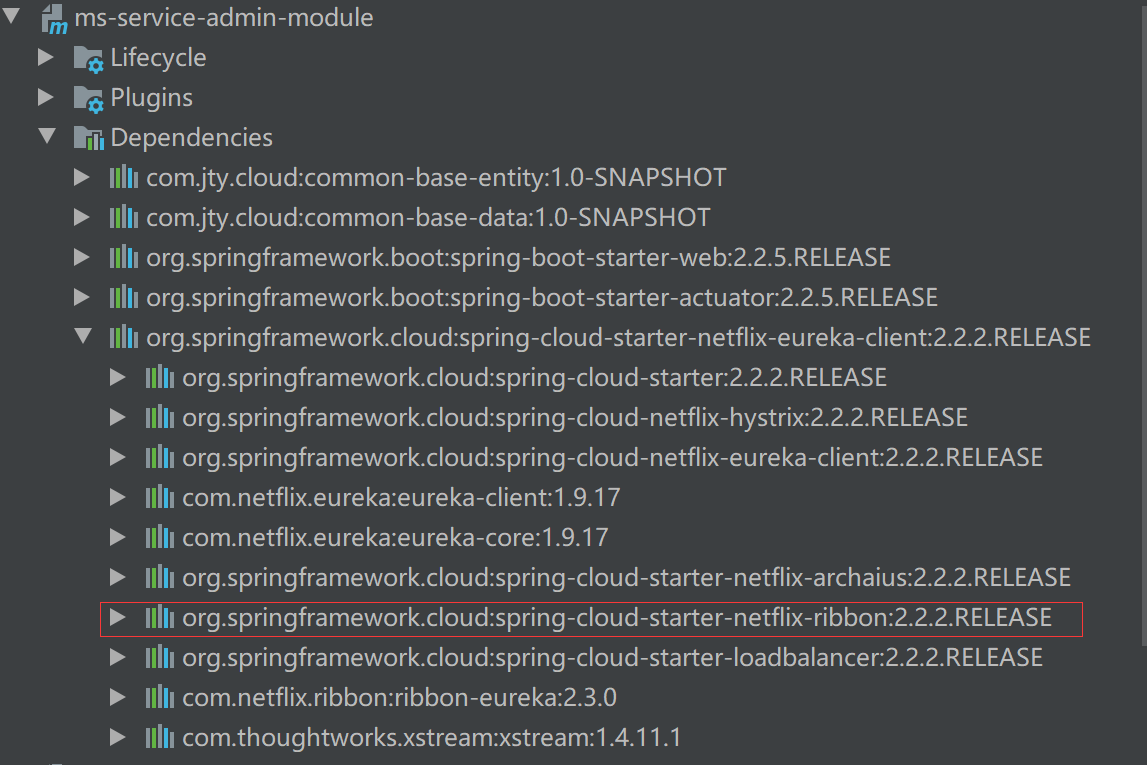 ms-service-admin-module
Lifecycle
Plugins
Dependencies
com.jty.cloud:common-base-entity:1.0-SNAPSHOT
com.jty.cloud:common-base-data:1.0-SNAPSHOT
org.springframework.boot:spring-boot-starter-web:2.2.5.RELEASE
org.springframework.boot:spring-boot-starter-actuator:2.2.5.RELEASE
org.springframework.cloud:spring-cloud-starter-netflix-eureka-client:2.2.2.RELEASE
org.springframework.cloud:spring-cloud-starter:2.2.2.RELEASE
org.springframework.cloud:spring-cloud-netflix-hystrix:2.2.2.RELEASE
org.springframework.cloud:spring-cloud-netflix-eureka-client:2.2.2.RELEASE
com.netflix.eureka:eureka-client:1.9.17
com.netflix.eureka:eureka-core:1.9.17
org.springframework.cloud:spring-cloud-starter-netflix-archaius:2.2.2.RELEASE
org.springframework.cloud:spring-cloud-starter-netflix-ribbon:2.2.2.RELEASE
org.springframework.cloud:spring-cloud-starter-loadbalancer:2.2.2.RELEASE
com.netflix.ribbon:ribbon-eureka:2.3.0
com.thoughtworks.xstream:xstream:1.4.11.1